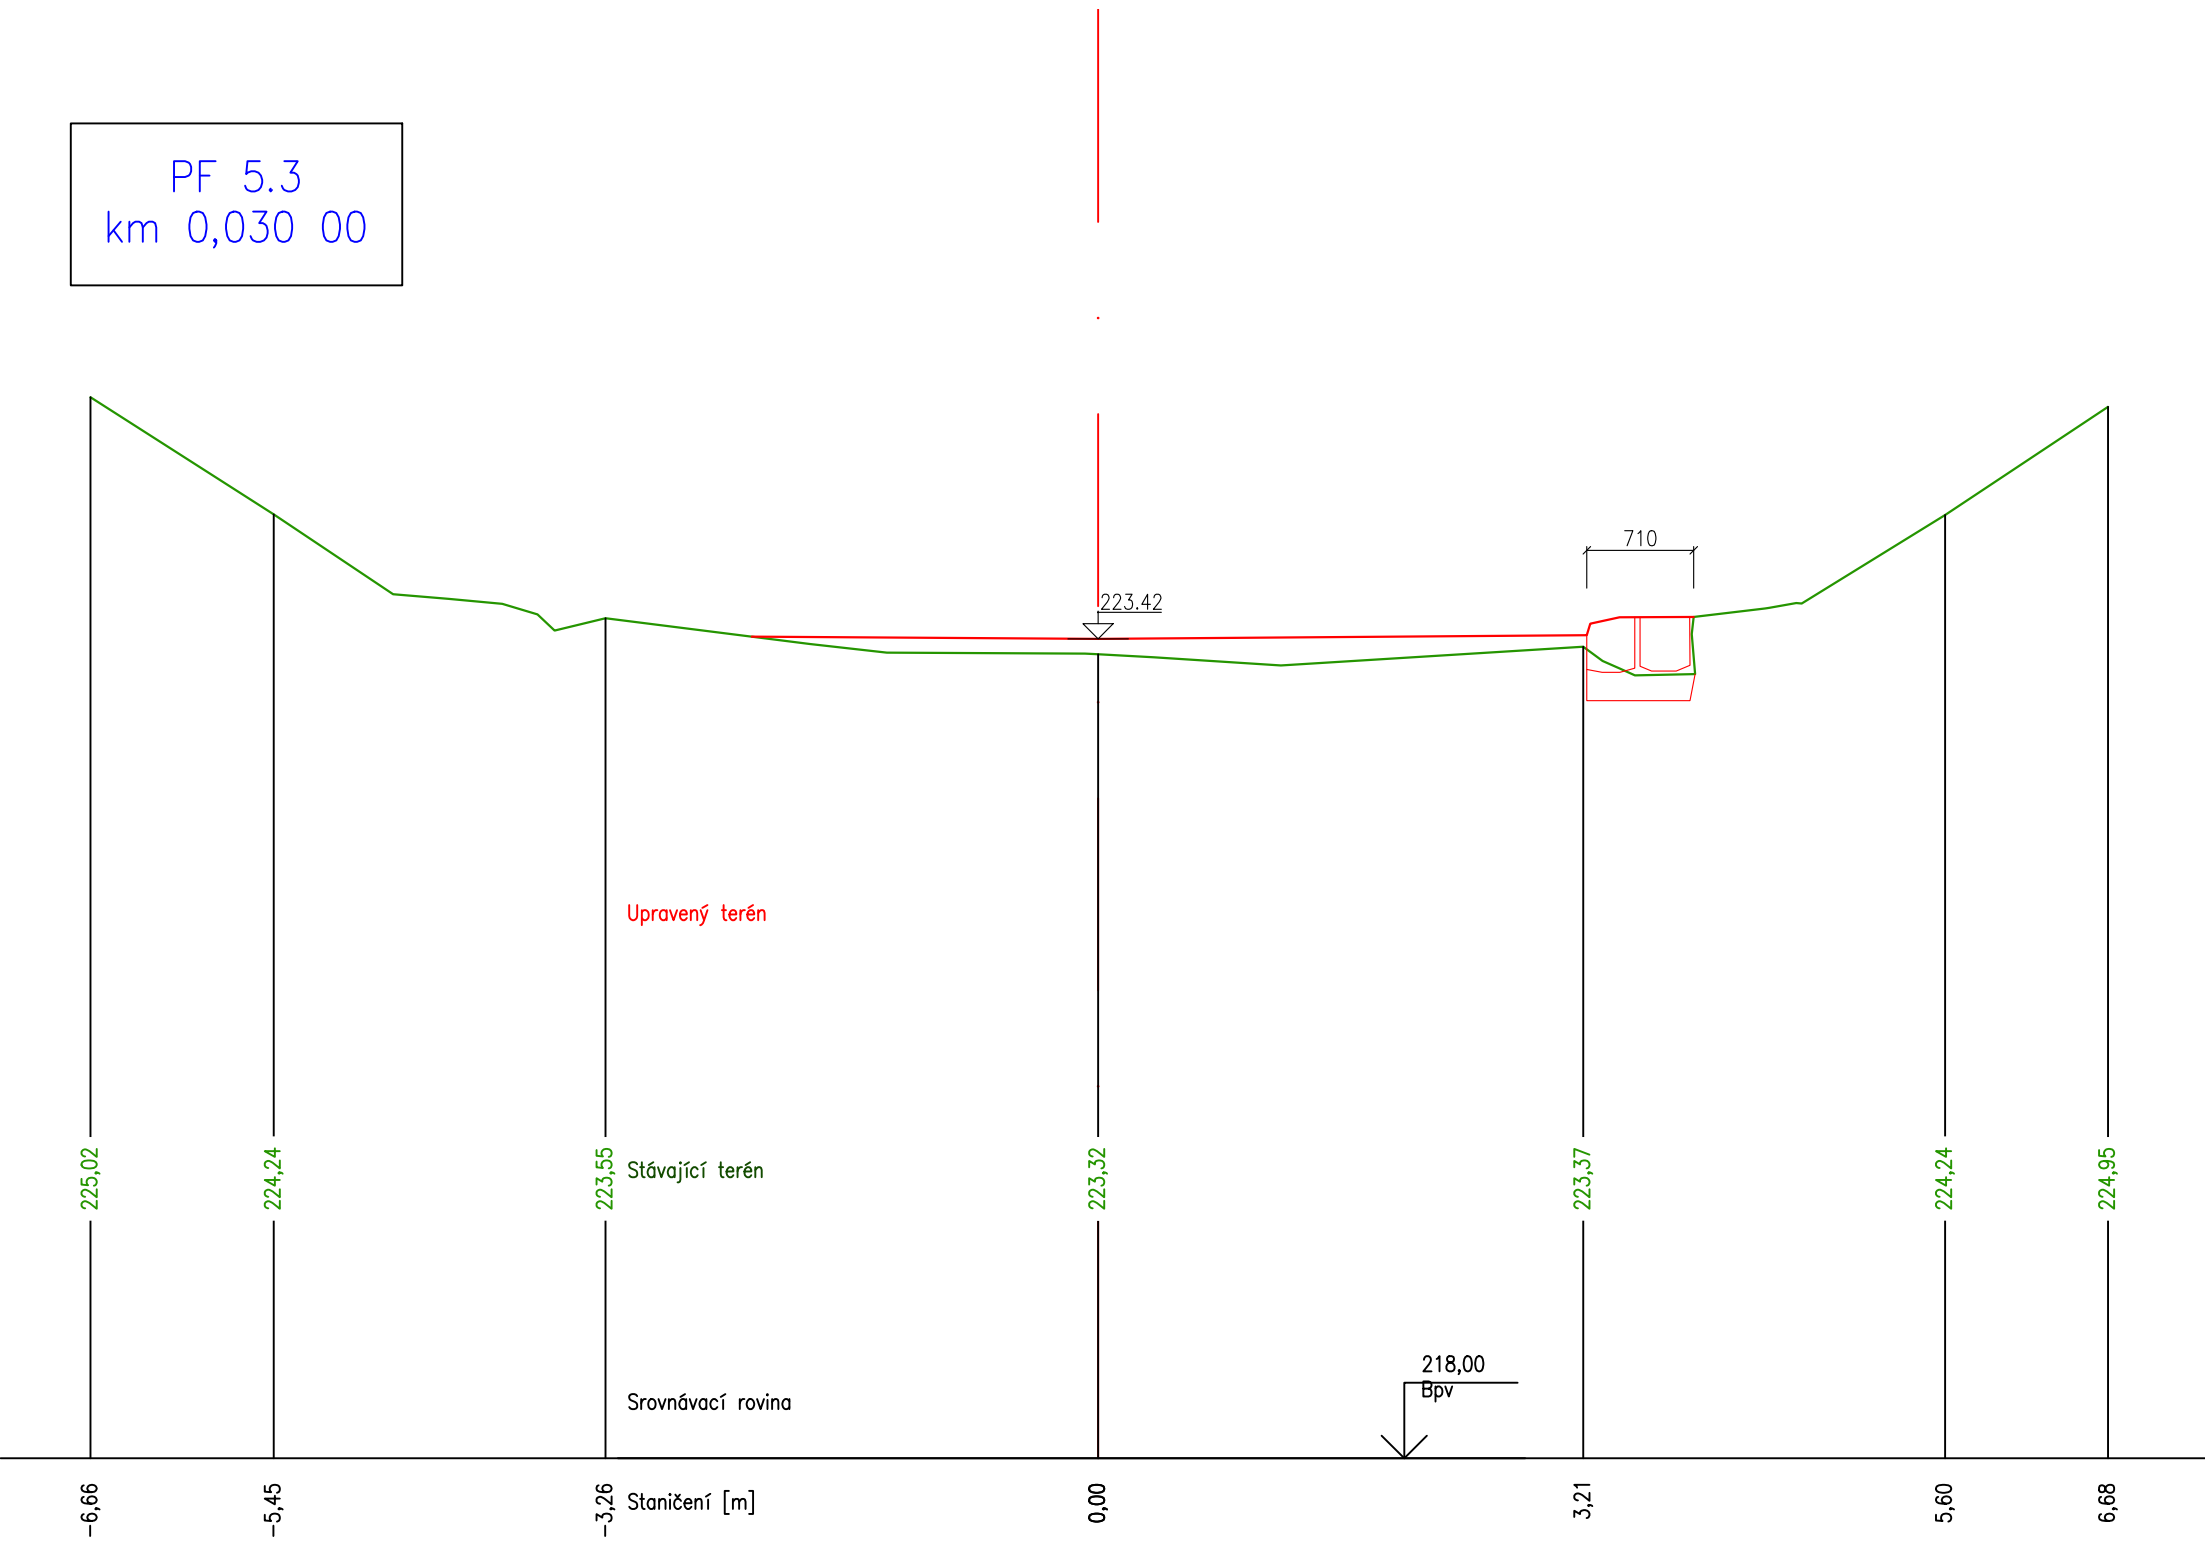 PF 5.3
km 0,030 00
710
223.42
Upravený terén
225,02
224,24
223,55
Stávající terén
223,32
223,37
224,24
224,95
218,00
Bpv
Srovnávací rovina
-6,66
-5,45
-3,26
Staničení [m]
0,00
3,21
5,60
6,68